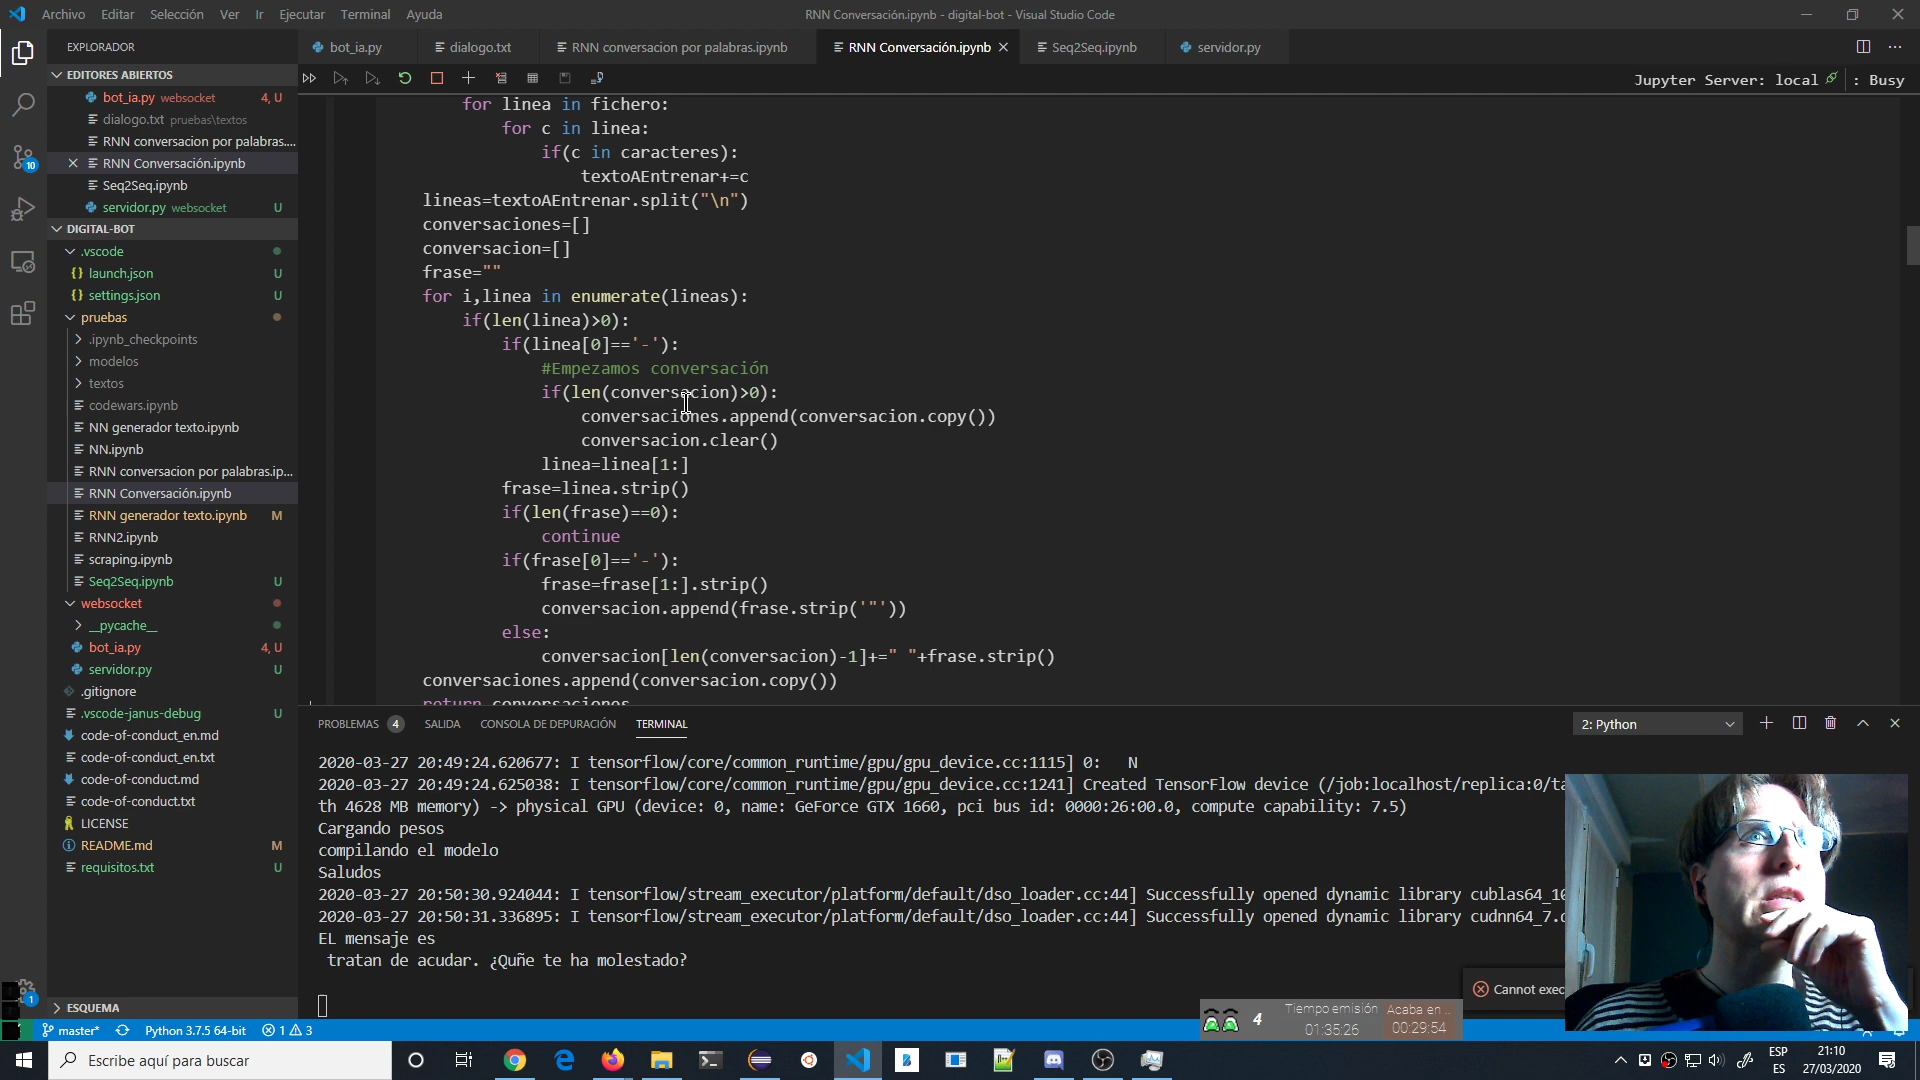 Archivo Editar Selección Ver Ir Ejecutar Terminal Ayuda
RNN Conversación.ipynb - digital-bot - Visual Studio Code
EXPLORADOR
bot_ia.py
dialogo.txt
RNN conversacion por palabras.ipynb
RNN Conversación.ipynb
Seq2Seq.ipynb
servidor.py
Jupyter Server: local : Busy
EDITORES ABIERTOS
bot_ia.py websocket 4, U
dialogo.txt pruebas\textos
RNN conversacion por palabras....
RNN Conversación.ipynb
Seq2Seq.ipynb
servidor.py websocket U
DIGITAL-BOT
.vscode
launch.json U
settings.json U
pruebas
.ipynb_checkpoints
modelos
textos
codewars.ipynb
NN generador texto.ipynb
NN.ipynb
RNN conversacion por palabras.ip...
RNN Conversación.ipynb
RNN generador texto.ipynb M
RNN2.ipynb
scraping.ipynb
Seq2Seq.ipynb U
websocket
__pycache__
bot_ia.py 4, U
servidor.py U
.gitignore
.vscode-janus-debug U
code-of-conduct_en.md
code-of-conduct_en.txt
code-of-conduct.md
code-of-conduct.txt
LICENSE
README.md M
requisitos.txt U
ESQUEMA
10
1
for linea in fichero:
for c in linea:
if(c in caracteres):
textoAEntrenar+=c
lineas=textoAEntrenar.split("\n")
conversaciones=[]
conversacion=[]
frase=""
for i,linea in enumerate(lineas):
if(len(linea)>0):
if(linea[0]=='-'):
#Empezamos conversación
if(len(conversacion)>0):
conversaciones.append(conversacion.copy())
conversacion.clear()
linea=linea[1:]
frase=linea.strip()
if(len(frase)==0):
continue
if(frase[0]=='-'):
frase=frase[1:].strip()
conversacion.append(frase.strip('"'))
else:
conversacion[len(conversacion)-1]+=" "+frase.strip()
conversaciones.append(conversacion.copy())
return conversaciones
PROBLEMAS 4 SALIDA CONSOLA DE DEPURACIÓN TERMINAL
2: Python
2020-03-27 20:49:24.620677: I tensorflow/core/common_runtime/gpu/gpu_device.cc:1115] 0: N
2020-03-27 20:49:24.625038: I tensorflow/core/common_runtime/gpu/gpu_device.cc:1241] Created TensorFlow device (/job:localhost/replica:0/ta
th 4628 MB memory) -> physical GPU (device: 0, name: GeForce GTX 1660, pci bus id: 0000:26:00.0, compute capability: 7.5)
Cargando pesos
compilando el modelo
Saludos
2020-03-27 20:50:30.924044: I tensorflow/stream_executor/platform/default/dso_loader.cc:44] Successfully opened dynamic library cublas64_10
2020-03-27 20:50:31.336895: I tensorflow/stream_executor/platform/default/dso_loader.cc:44] Successfully opened dynamic library cudnn64_7.d
EL mensaje es
tratan de acudar. ¿Quñe te ha molestado?
Cannot exec
4
Tiempo emisión
01:35:26
Acaba en ..
00:29:54
master* Python 3.7.5 64-bit 1 3
Escribe aquí para buscar
ESP
ES
21:10
27/03/2020